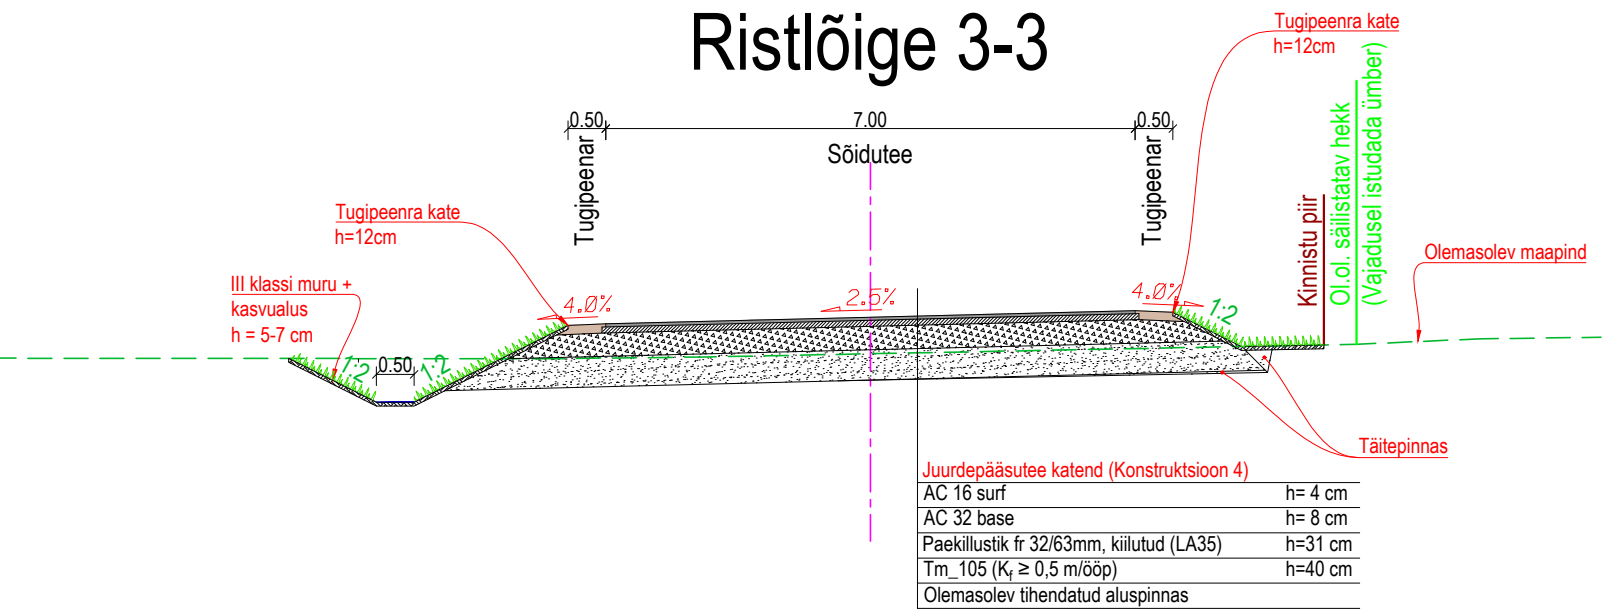 Ristlõige 3-3
Tugipeenra kate
h=12cm
0.50
7.00
0.50
Tugipeenar
Sõidutee
Tugipeenar
Kinnistu piir
Ol.ol. säilistatav hekk
(Vajadusel istudada ümber)
Tugipeenra kate
h=12cm
Olemasolev maapind
III klassi muru +
kasvualus
h = 5-7 cm
4.0%
2.5%
4.0%
1:2
1:2
0.50
1:2
Täitepinnas
Juurdepääsutee katend (Konstruktsioon 4)
AC 16 surf h= 4 cm
AC 32 base h= 8 cm
Paekillustik fr 32/63mm, kiilutud (LA35) h=31 cm
Tm_105 (Kf ≥ 0,5 m/ööp) h=40 cm
Olemasolev tihendatud aluspinnas